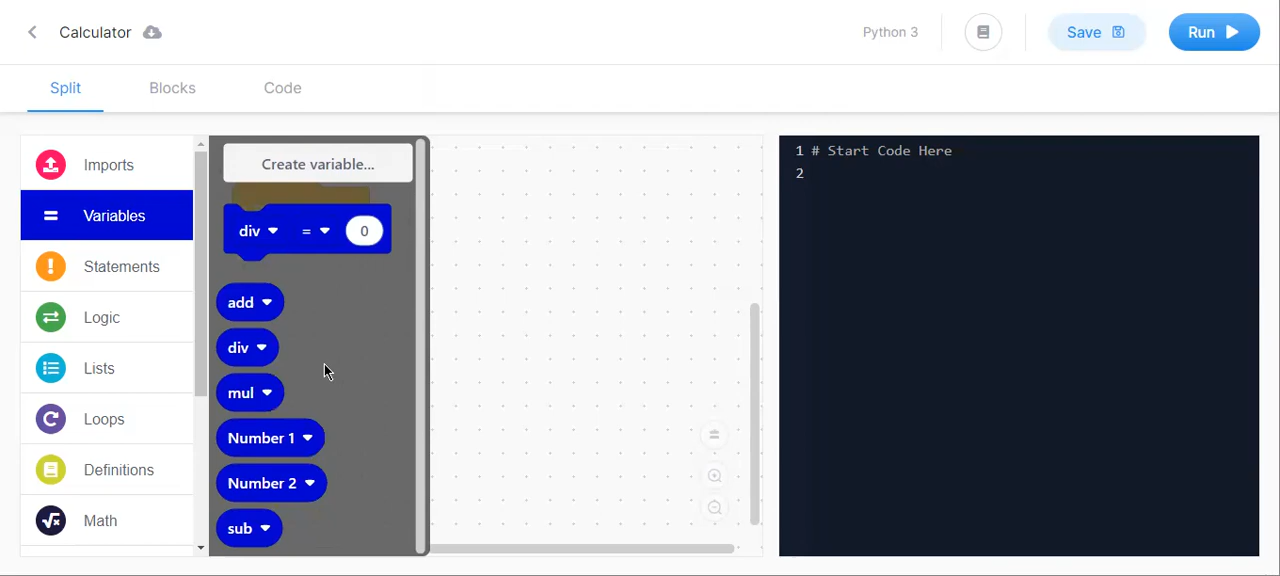 Calculator
Python 3
Save
Run
Split
Blocks
Code
Imports
Variables
Statements
Logic
Lists
Loops
Definitions
Math
Create variable...
div = 0
add
div
mul
Number 1
Number 2
sub
1 # Start Code Here
2